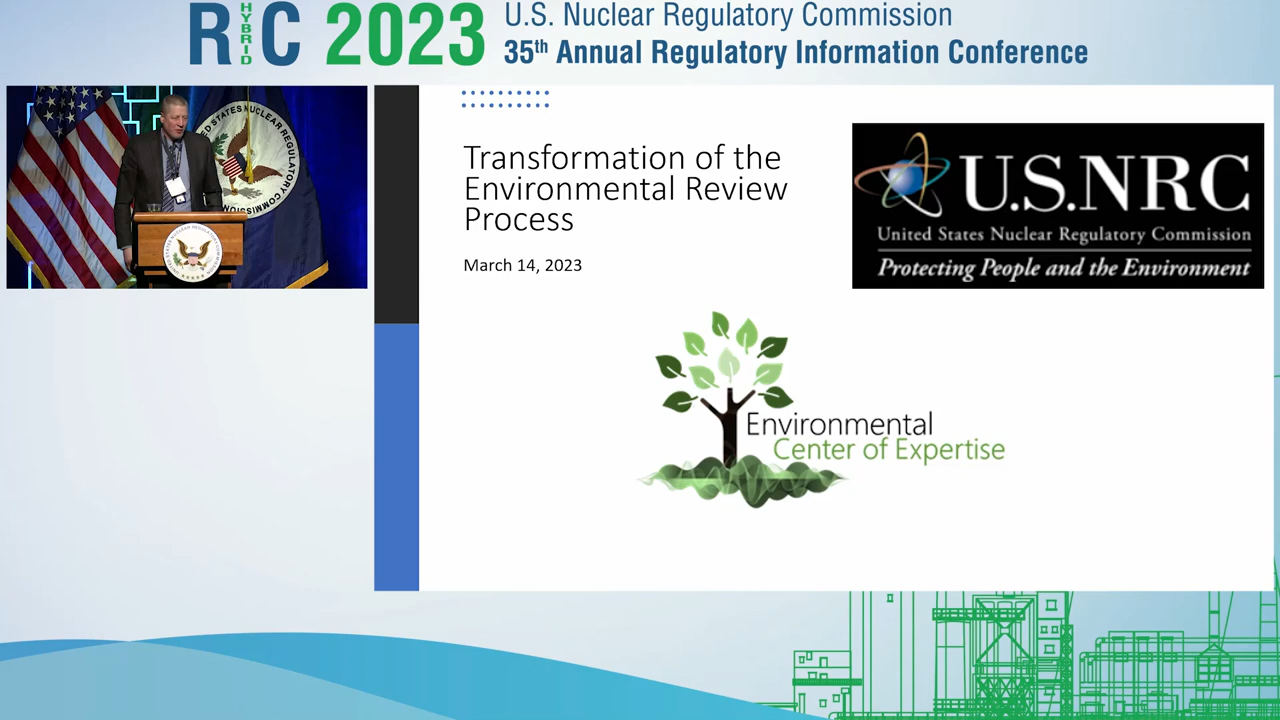 RIC 2023
HYBRID
U.S. Nuclear Regulatory Commission
35th Annual Regulatory Information Conference
Transformation of the
Environmental Review
Process
March 14, 2023
U.S.NRC
United States Nuclear Regulatory Commission
Protecting People and the Environment
Environmental
Center of Expertise